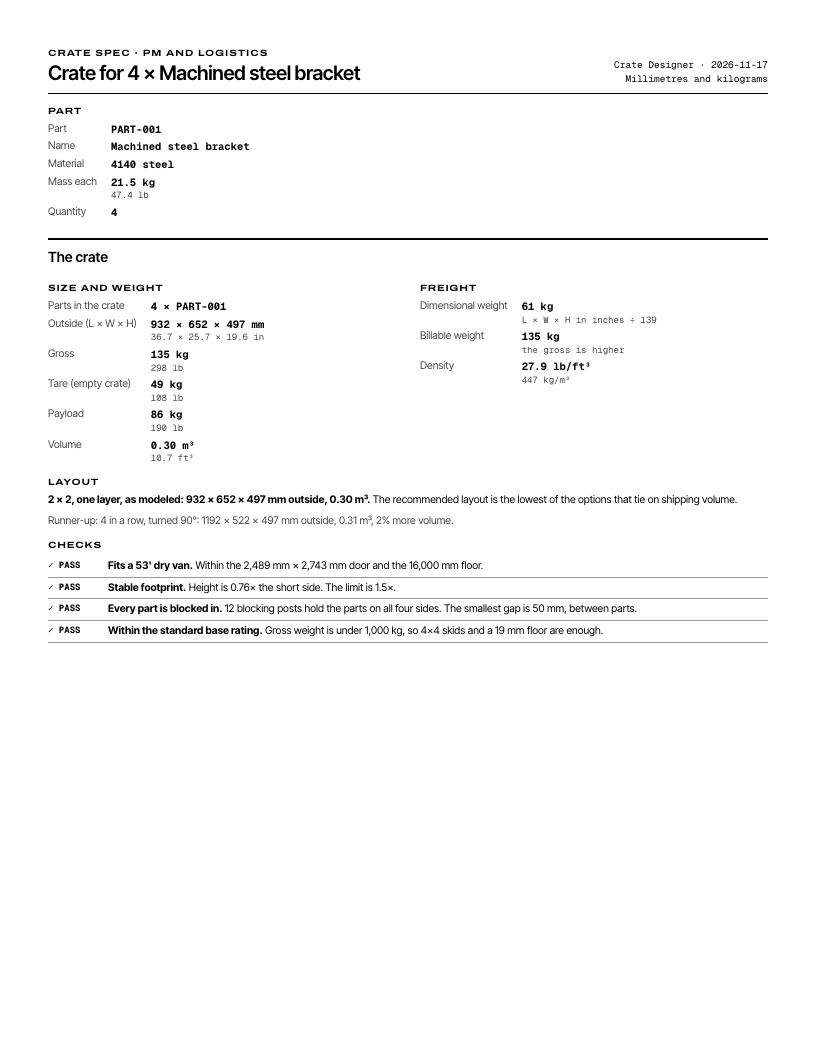 CRATE SPEC · PM AND LOGISTICS
Crate for 4 × Machined steel bracket
Crate Designer · 2026-11-17
Millimetres and kilograms
PART
Part PART-001
Name Machined steel bracket
Material 4140 steel
Mass each 21.5 kg
47.4 lb
Quantity 4
The crate
SIZE AND WEIGHT
Parts in the crate 4 × PART-001
Outside (L × W × H) 932 × 652 × 497 mm
36.7 × 25.7 × 19.6 in
Gross 135 kg
298 lb
Tare (empty crate) 49 kg
108 lb
Payload 86 kg
190 lb
Volume 0.30 m³
10.7 ft³
FREIGHT
Dimensional weight 61 kg
L × W × H in inches ÷ 139
Billable weight 135 kg
the gross is higher
Density 27.9 lb/ft³
447 kg/m³
LAYOUT
2 × 2, one layer, as modeled: 932 × 652 × 497 mm outside, 0.30 m³. The recommended layout is the lowest of the options that tie on shipping volume.
Runner-up: 4 in a row, turned 90°: 1192 × 522 × 497 mm outside, 0.31 m³, 2% more volume.
CHECKS
✓ PASS Fits a 53' dry van. Within the 2,489 mm × 2,743 mm door and the 16,000 mm floor.
✓ PASS Stable footprint. Height is 0.76× the short side. The limit is 1.5×.
✓ PASS Every part is blocked in. 12 blocking posts hold the parts on all four sides. The smallest gap is 50 mm, between parts.
✓ PASS Within the standard base rating. Gross weight is under 1,000 kg, so 4×4 skids and a 19 mm floor are enough.